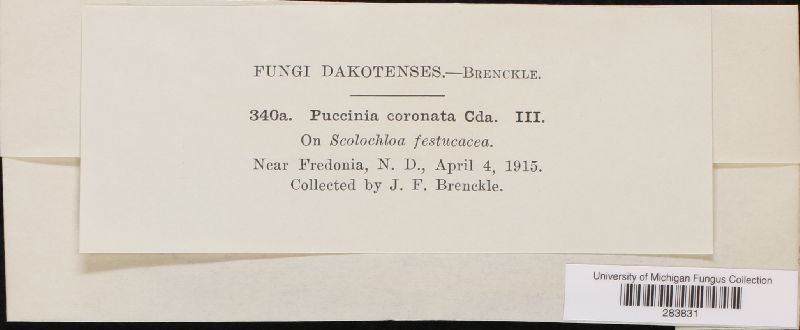 FUNGI DAKOTENSES.—BRENCKLE.
340a. Puccinia coronata Cda. III.
On Scolochloa festucacea.
Near Fredonia, N. D., April 4, 1915.
Collected by J. F. Brenckle.
University of Michigan Fungus Collection
283831